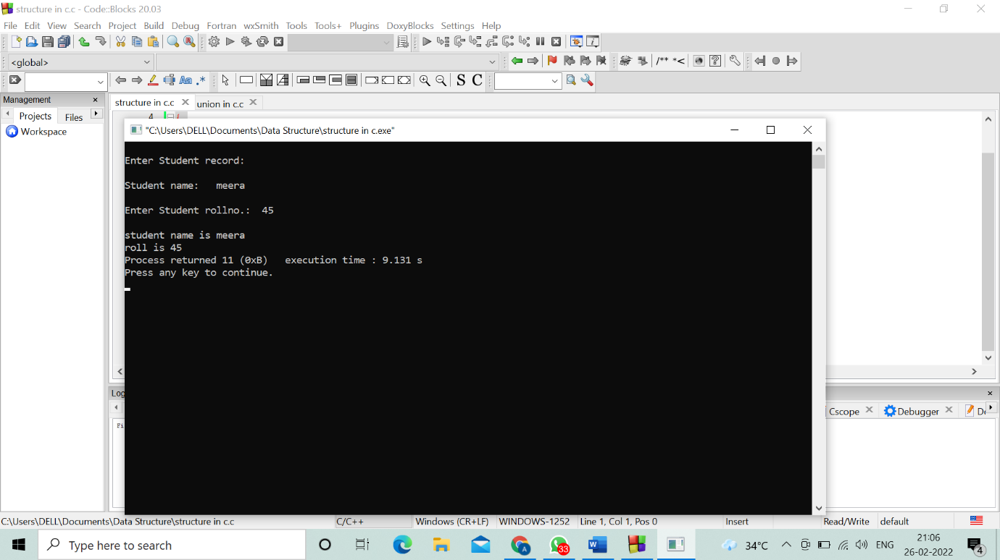 structure in c.c - Code::Blocks 20.03
File Edit View Search Project Build Debug Fortran wxSmith Tools Tools+ Plugins DoxyBlocks Settings Help
<global>
/** *<
Aa .* S C
Management
structure in c.c union in c.c
Projects Files
4
Workspace
"C:\Users\DELL\Documents\Data Structure\structure in c.exe"
Enter Student record:
Student name:   meera
Enter Student rollno.:  45
student name is meera
roll is 45
Process returned 11 (0xB)   execution time : 9.131 s
Press any key to continue.
Log
Cscope Debugger
Fi
C:\Users\DELL\Documents\Data Structure\structure in c.c C/C++ Windows (CR+LF) WINDOWS-1252 Line 1, Col 1, Pos 0 Insert Read/Write default
Type here to search
A 33 W 34°C ENG
21:06
26-02-2022
4